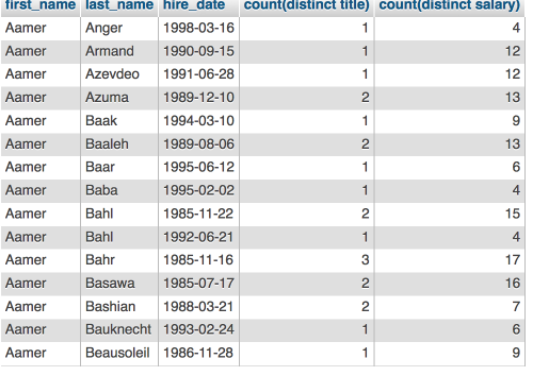 first_name last_name hire_date count(distinct title) count(distinct salary)
Aamer Anger 1998-03-16 1 4
Aamer Armand 1990-09-15 1 12
Aamer Azevdeo 1991-06-28 1 12
Aamer Azuma 1989-12-10 2 13
Aamer Baak 1994-03-10 1 9
Aamer Baaleh 1989-08-06 2 13
Aamer Baar 1995-06-12 1 6
Aamer Baba 1995-02-02 1 4
Aamer Bahl 1985-11-22 2 15
Aamer Bahl 1992-06-21 1 4
Aamer Bahr 1985-11-16 3 17
Aamer Basawa 1985-07-17 2 16
Aamer Bashian 1988-03-21 2 7
Aamer Bauknecht 1993-02-24 1 6
Aamer Beausoleil 1986-11-28 1 9